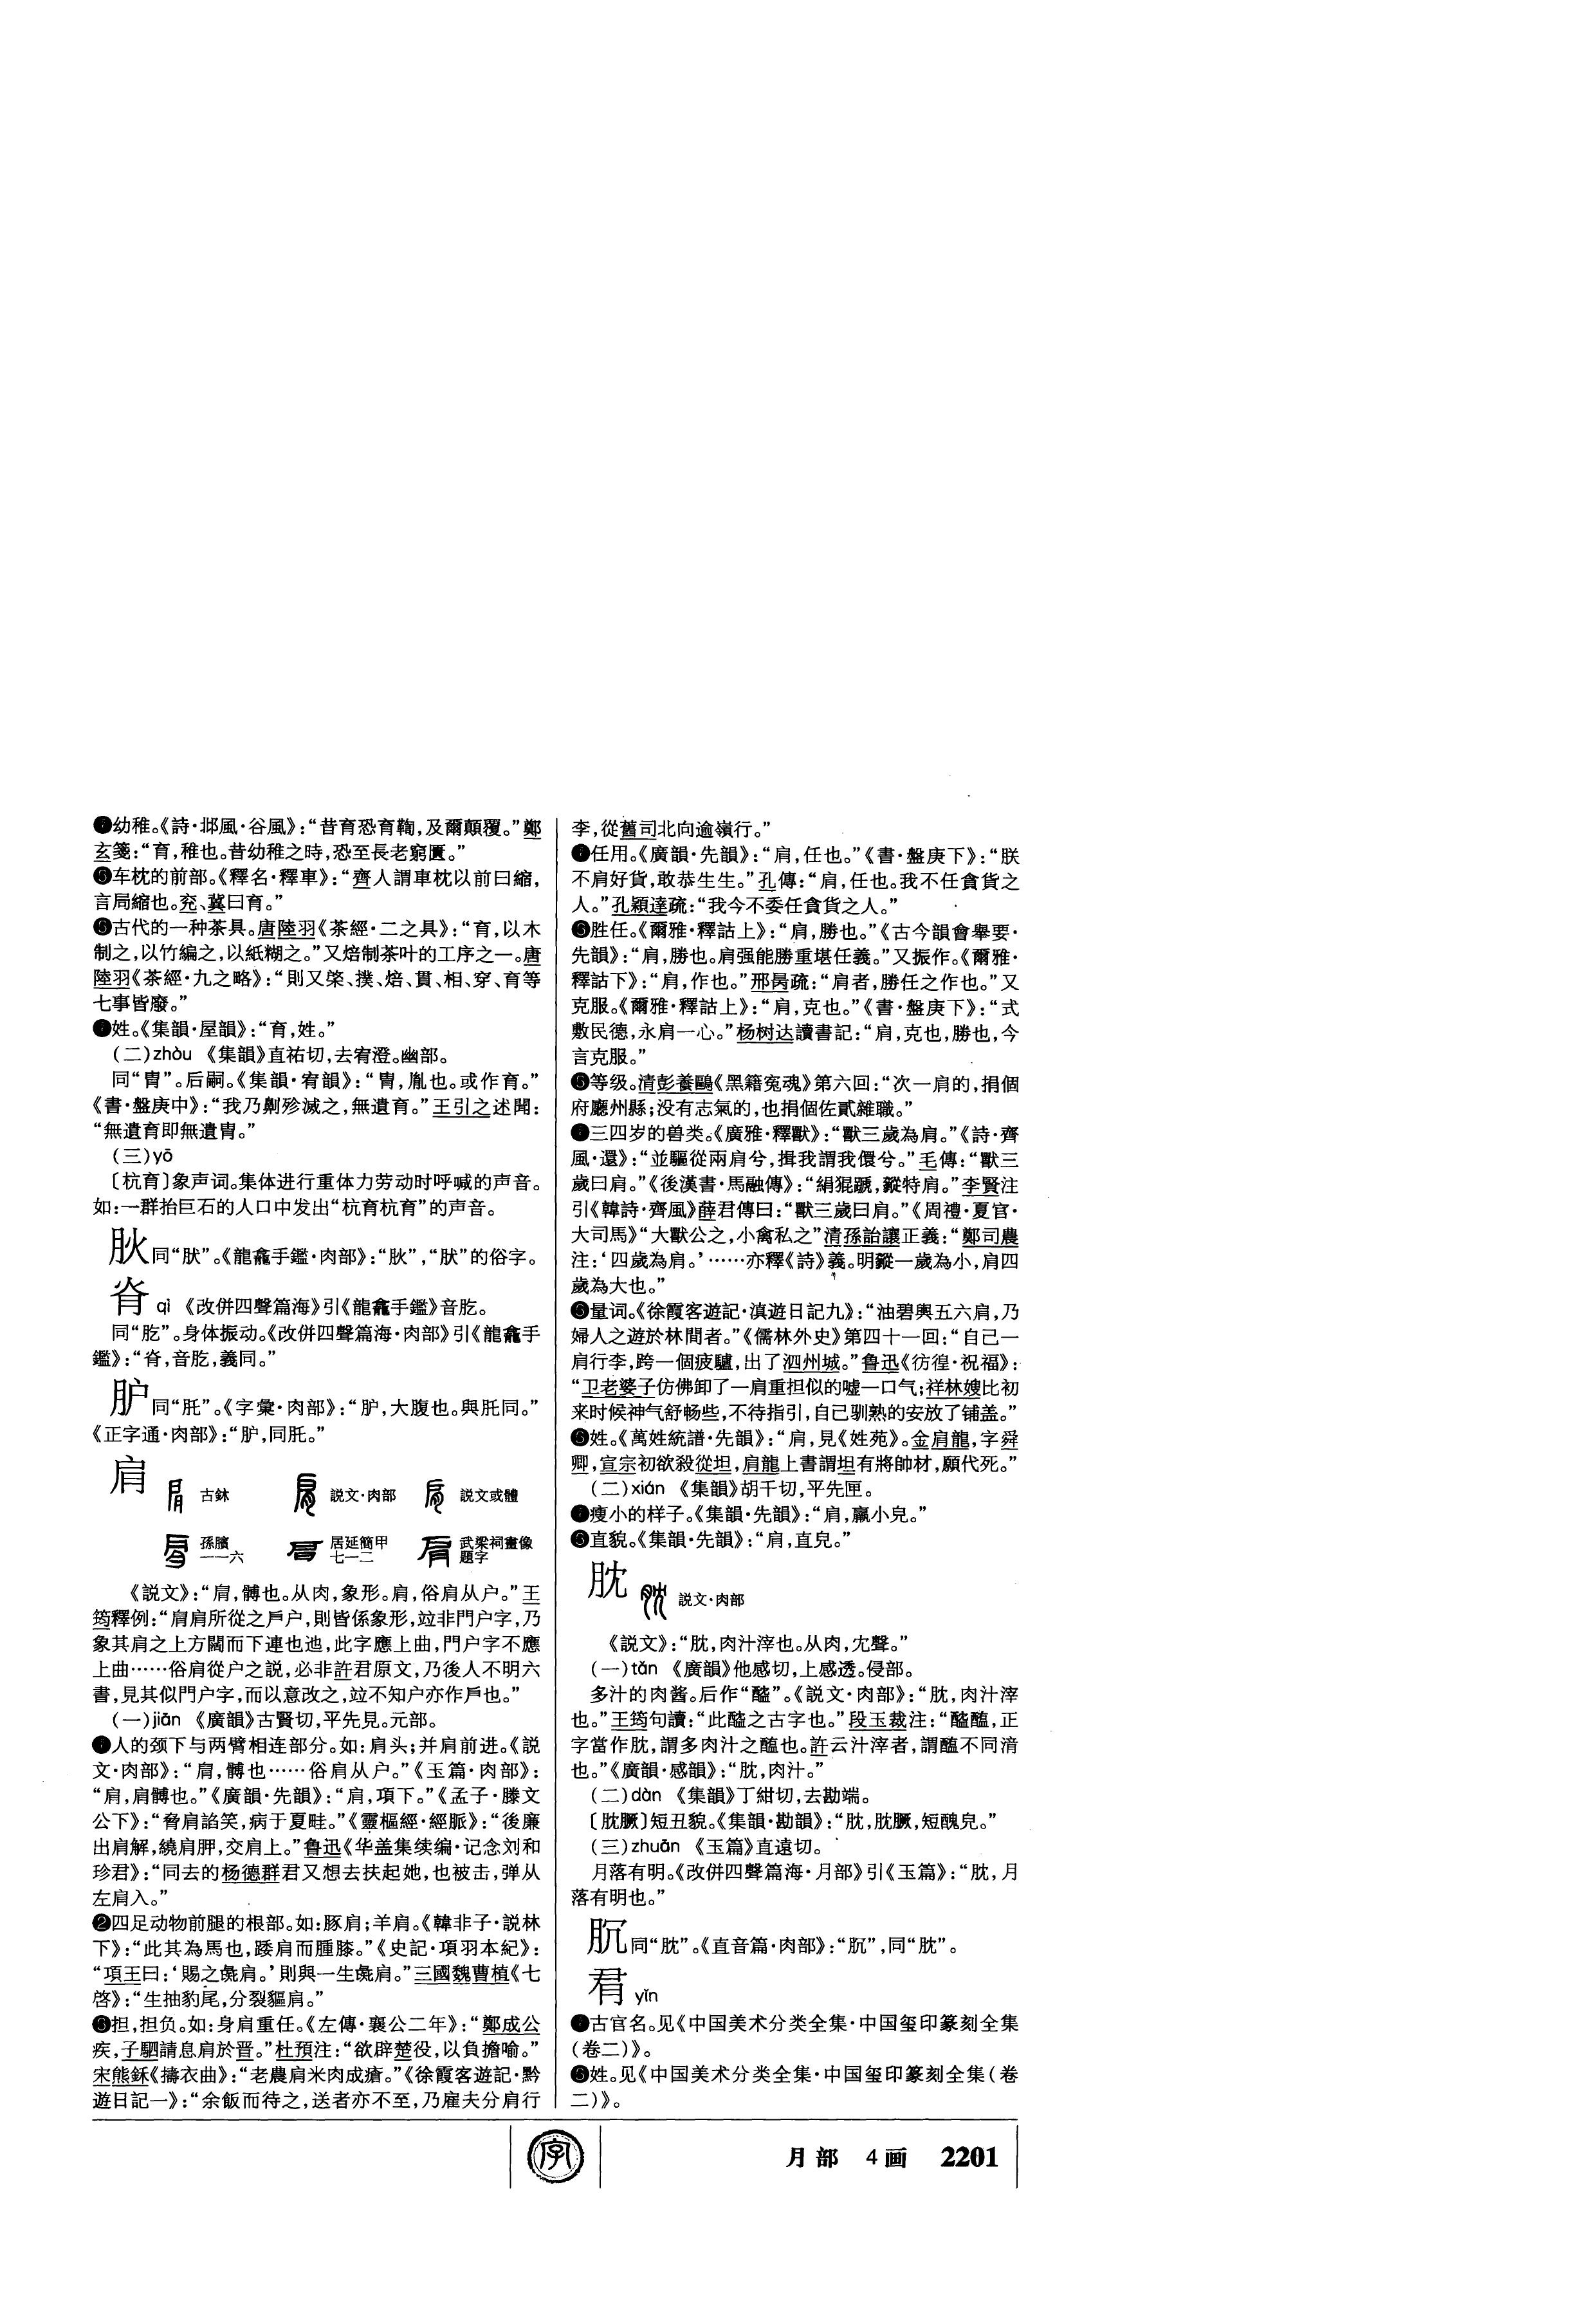 幼稚。《詩·邶風·谷風》：“昔育恐育鞫，及爾顛覆。”鄭
玄箋：“育，稚也。昔幼稚之時，恐至長老窮匱。”
车枕的前部。《釋名·釋車》：“齊人謂車枕以前曰縮，
言局縮也。兖、冀曰育。”
古代的一种茶具。唐陸羽《茶經·二之具》：“育，以木
制之，以竹編之，以紙糊之。”又焙制茶叶的工序之一。唐
陸羽《茶經·九之略》：“則又棨、撲、焙、貫、相、穿、育等
七事皆廢。”
姓。《集韻·屋韻》：“育，姓。”
(二)zhòu 《集韻》直祐切，去宥澄。幽部。
同“胄”。后嗣。《集韻·宥韻》：“胄，胤也。或作育。”
《書·盤庚中》：“我乃劓殄滅之，無遺育。”王引之述聞：
“無遺育即無遺胄。”
(三)yō
〔杭育〕象声词。集体进行重体力劳动时呼喊的声音。
如：一群抬巨石的人口中发出“杭育杭育”的声音。
同“肰”。《龍龕手鑑·肉部》：“”，“肰”的俗字。
qì 《改併四聲篇海》引《龍龕手鑑》音肐。
同“肐”。身体振动。《改併四聲篇海·肉部》引《龍龕手
鑑》：“，音肐，義同。”
胪同“肚”。
《正字通·肉部》
肩 古鉨 説文·肉部 説文或體
孫臏 一一六 居延簡甲 七一二 武梁祠畫像 題字
《説文》：“肩，髆也。从肉，象形。肩，俗肩从户。”王
筠釋例：“肩肩所從之戶户，則皆係象形，竝非門户字，乃
象其肩之上方闊而下連也，此字應上曲，門户字不應
上曲……俗肩從户之説，必非許君原文，乃後人不明六
書，見其似門户字，而以意改之，竝不知户亦作戶也。”
(一)jiān 《廣韻》古賢切，平先見。元部。
人的颈下与两臂相连部分。如：肩头；并肩前进。《説
文·肉部》：“肩，髆也……俗肩从户。”《玉篇·肉部》：
“肩，肩髆也。”《廣韻·先韻》：“肩，項下。”《孟子·滕文
公下》：“脅肩諂笑，病于夏畦。”《靈樞經·經脈》：“後廉
出肩解，繞肩胛，交肩上。”鲁迅《华盖集续编·记念刘和
珍君》：“同去的杨德群君又想去扶起她，也被击，弹从
左肩入。”
❷四足动物前腿的根部。如：豚肩；羊肩。《韓非子·説林
下》：“此其為馬也，踒肩而腫膝。”《史記·項羽本紀》：
“項王曰：‘賜之彘肩。’則與一生彘肩。”三國魏曹植《七
啓》：“生抽豹尾，分裂貙肩。”
❸担，担负。如：身肩重任。《左傳·襄公二年》：“鄭成公
疾，子駟請息肩於晋。”杜預注：“欲辟楚役，以負擔喻。”
宋熊鉌《擣衣曲》：“老農肩米肉成瘡。”《徐霞客遊記·黔
遊日記一》：“余飯而待之，送者亦不至，乃雇夫分肩行
李，從舊司北向逾嶺行。”
任用。《廣韻·先韻》：“肩，任也。”《書·盤庚下》：“朕
不肩好貨，敢恭生生。”孔傳：“肩，任也。我不任貪貨之
人。”孔穎達疏：“我今不委任貪貨之人。”
胜任。《爾雅·釋詁上》：“肩，勝也。”《古今韻會舉要·
先韻》：“肩，勝也。肩强能勝重堪任義。”又振作。《爾雅·
釋詁下》：“肩，作也。”邢昺疏：“肩者，勝任之作也。”又
克服。《爾雅·釋詁上》：“肩，克也。”《書·盤庚下》：“式
敷民德，永肩一心。”杨树达讀書記：“肩，克也，勝也，今
言克服。”
等级。清彭養鷗《黑籍冤魂》第六回：“次一肩的，捐個
府廳州縣；没有志氣的，也捐個佐貳雜職。”
三四岁的兽类。《廣雅·釋獸》：“獸三歲為肩。”《詩·齊
風·還》：“並驅從兩肩兮，揖我謂我儇兮。”毛傳：“獸三
歲曰肩。”《後漢書·馬融傳》：“絹猑蹏，鏦特肩。”李賢注
引《韓詩·齊風》薛君傳曰：“獸三歲曰肩。”《周禮·夏官·
大司馬》“大獸公之，小禽私之”清孫詒讓正義：“鄭司農
注：‘四歲為肩。’……亦釋《詩》義。明豵一歲為小，肩四
歲為大也。”
量词。《徐霞客遊記·滇遊日記九》：“油碧輿五六肩，乃
婦人之遊於林間者。”《儒林外史》第四十一回：“自己一
肩行李，跨一個疲驢，出了泗州城。”鲁迅《彷徨·祝福》：
“卫老婆子仿佛卸了一肩重担似的嘘一口气；祥林嫂比初
来时候神气舒畅些，不待指引，自己驯熟的安放了铺盖。”
姓。《萬姓統譜·先韻》：“肩，見《姓苑》。金肩龍，字舜
卿，宣宗初欲殺從坦，肩龍上書謂坦有將帥材，願代死。”
(二)xián 《集韻》胡千切，平先匣。
瘦小的样子。《集韻·先韻》：“肩，羸小皃。”
直貌。《集韻·先韻》：“肩，直皃。”
肬 説文·肉部
《説文》：“肬，肉汁滓也。从肉，冘聲。”
(一)tǎn 《廣韻》他感切，上感透。侵部。
多汁的肉酱。后作“醓”。《説文·肉部》：“肬，肉汁滓
也。”王筠句讀：“此醓之古字也。”段玉裁注：“醓醢，正
字當作肬，謂多肉汁之醢也。許云汁滓者，謂醢不同湆
也。”《廣韻·感韻》：“肬，肉汁。”
(二)dàn 《集韻》丁紺切，去勘端。
〔肬𦠄〕短丑貌。《集韻·勘韻》：“肬，肬𦠄，短醜皃。”
(三)zhuǎn 《玉篇》直遠切。
月落有明。《改併四聲篇海·月部》引《玉篇》：“肬，月
落有明也。”
同“肬”。《直音篇·肉部》：“”，同“肬”。
yǐn
古官名。见《中国美术分类全集·中国玺印篆刻全集
(卷二)》。
姓。见《中国美术分类全集·中国玺印篆刻全集(卷
二)》。
字 月部 4画 2201